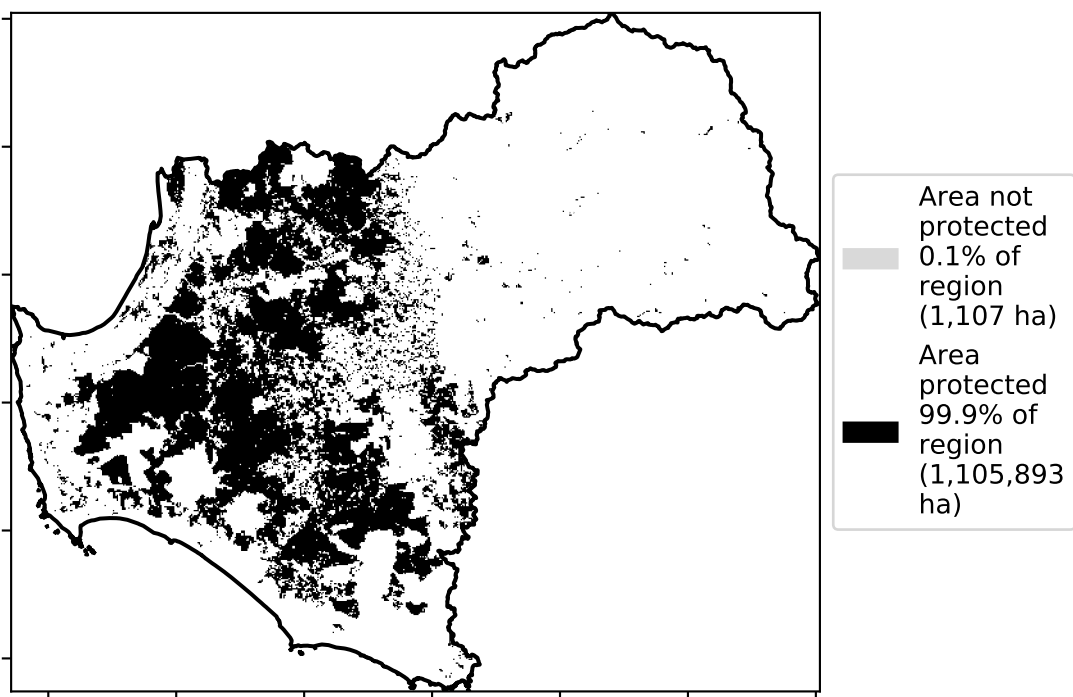 Area not
protected
0.1% of
region
(1,107 ha)
Area
protected
99.9% of
region
(1,105,893
ha)